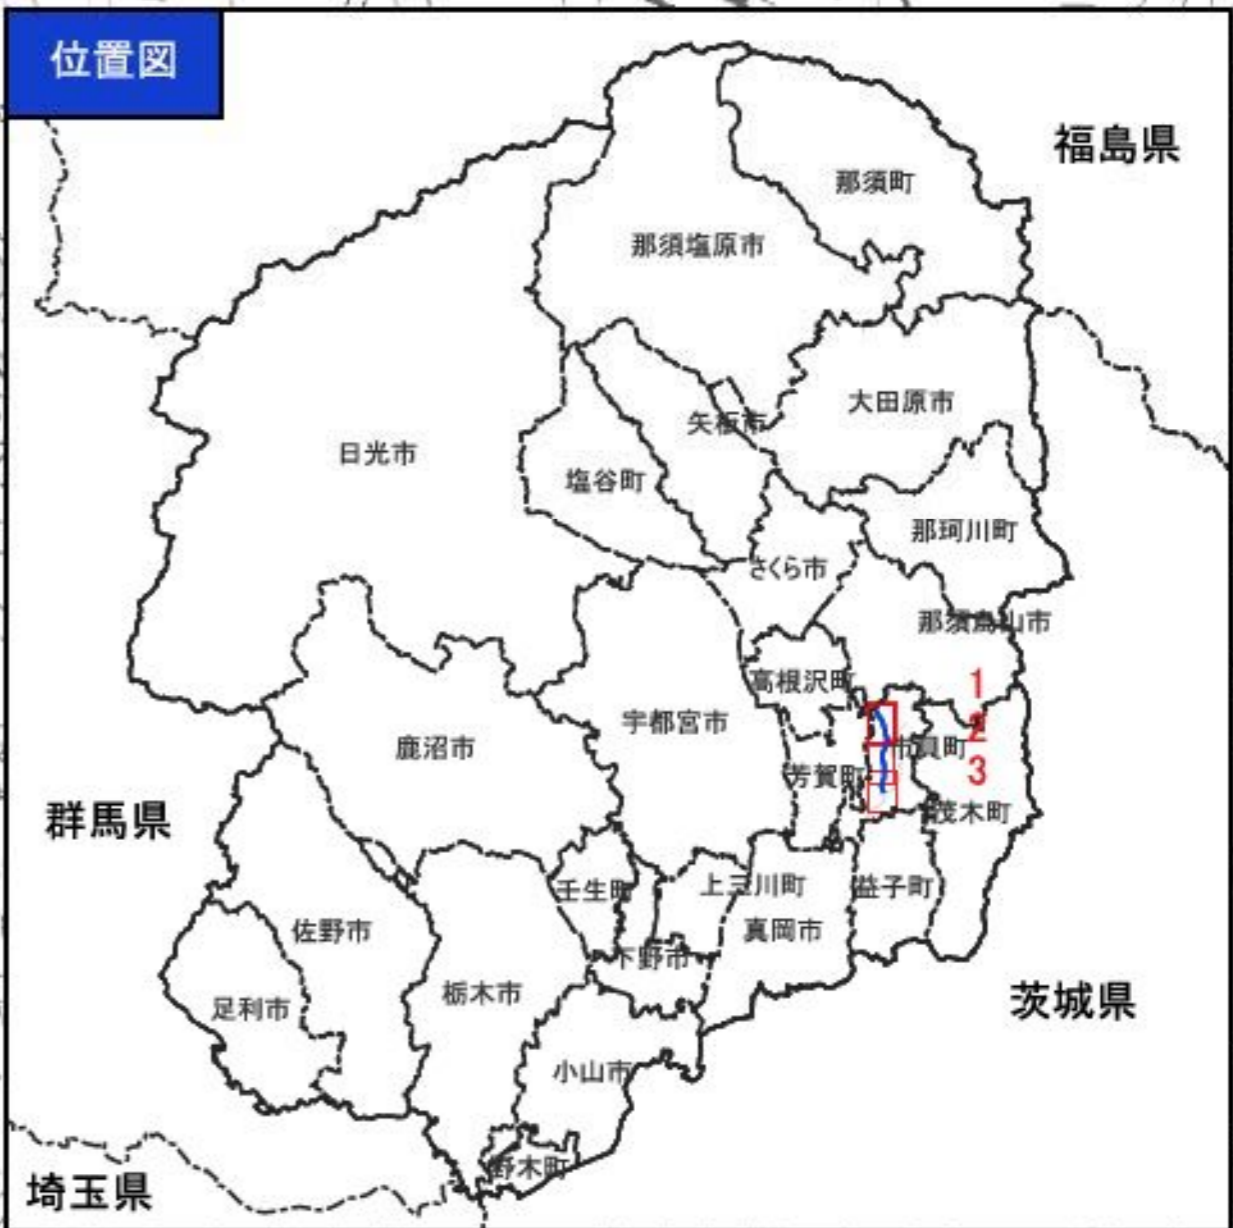 位置図
福島県
那須町
那須塩原市
大田原市
矢板市
日光市
塩谷町
那珂川町
さくら市
那須烏山市
高根沢町
1
宇都宮市
2
市貝町
鹿沼市
3
芳賀町
群馬県
茂木町
壬生町
上三川町
益子町
佐野市
真岡市
下野市
栃木市
足利市
茨城県
小山市
野木町
埼玉県